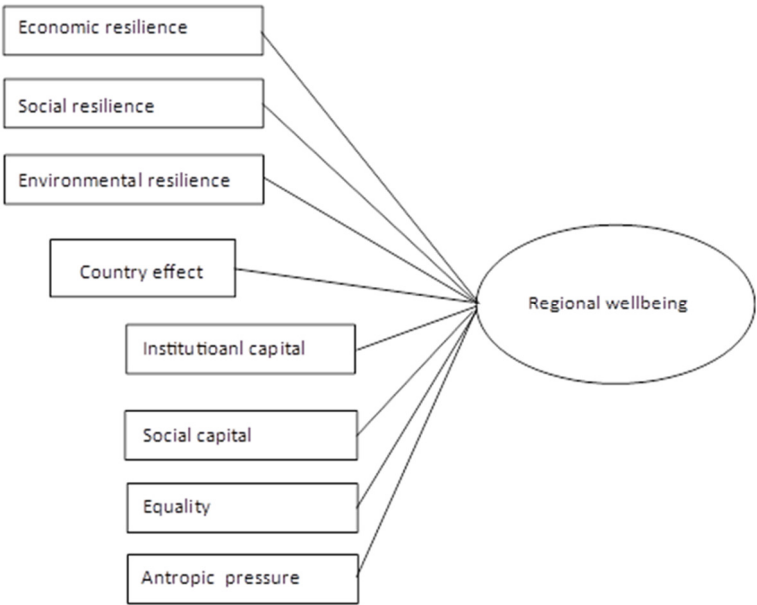 Economic resilience
Social resilience
Environmental resilience
Country effect
Regional wellbeing
Institutioanl capital
Social capital
Equality
Antropic pressure